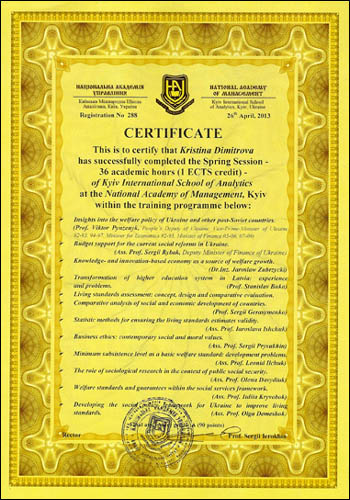 НАЦІОНАЛЬНА АКАДЕМІЯ
УПРАВЛІННЯ
Київська Міжнародна Школа
Аналітики, Київ, Україна
Registration No 288
NATIONAL ACADEMY
OF MANAGEMENT
Kyiv International School
of Analytics, Kyiv, Ukraine
26th April, 2013
CERTIFICATE
This is to certify that Kristina Dimitrova
has successfully completed the Spring Session -
36 academic hours (1 ECTS credit) -
of Kyiv International School of Analytics
at the National Academy of Management, Kyiv
within the training programme below:
Insights into the welfare policy of Ukraine and other post-Soviet countries.
(Prof. Viktor Pynzenyk, People's Deputy of Ukraine, Vice-Prime-Minister of Ukraine
92-93, 94-97, Minister for Economics 92-93, Minister of Finance 05-06, 07-09)
Budget support for the current social reforms in Ukraine.
(Ass. Prof. Sergii Rybak, Deputy Minister of Finance of Ukraine)
Knowledge- and innovation-based economy as a source of welfare growth.
(Dr.Inz. Jaroslav Zubrzycki)
Transformation of higher education system in Latvia: experience
and problems.
(Prof. Stanislav Buka)
Living standards assessment: concept, design and comparative evaluation.
Comparative analysis of social and economic development of countries.
(Prof. Sergii Gerasymenko)
Statistic methods for ensuring the living standards estimates validity.
(Ass. Prof. Iaroslava Ishchuk)
Business ethics: contemporary social and moral values.
(Ass. Prof. Sergii Prysukhin)
Minimum subsistence level as a basic welfare standard: development problems.
(Ass. Prof. Leonid Ilchuk)
The role of sociological research in the context of public social security.
(Ass. Prof. Olena Davydiuk)
Welfare standards and guarantees within the social services framework.
(Ass. Prof. Iuliia Kryvobok)
Developing the social framework for Ukraine to improve living
standards.
(Ass. Prof. Olga Demeshok)
(90 points)
Rector
Prof. Sergii Ierokhin